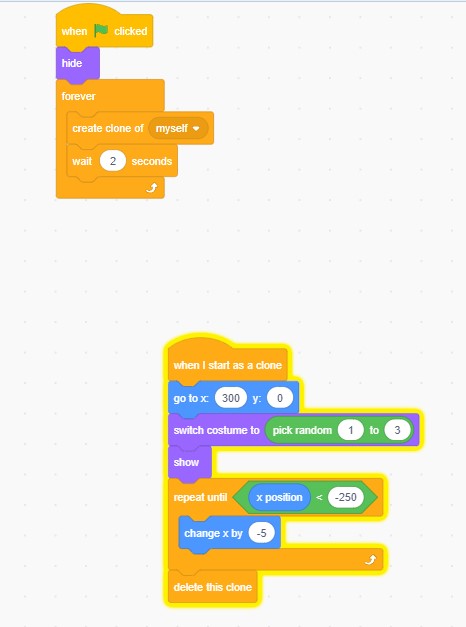 when clicked
hide
forever
create clone of myself
wait 2 seconds
when I start as a clone
go to x: 300 y: 0
switch costume to pick random 1 to 3
show
repeat until x position < -250
change x by -5
delete this clone